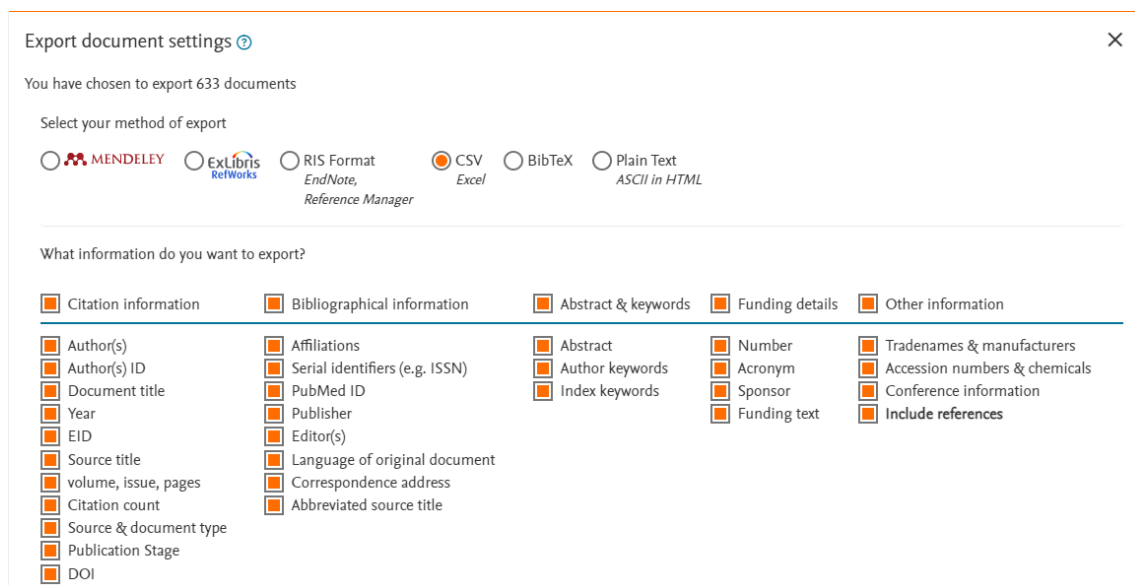 Export document settings ?
You have chosen to export 633 documents
Select your method of export
MENDELEY ExLibris RefWorks RIS Format CSV BibTeX Plain Text
EndNote, Excel ASCII in HTML
Reference Manager
What information do you want to export?
Citation information Bibliographical information Abstract & keywords Funding details Other information
Author(s) Affiliations Abstract Number Tradenames & manufacturers
Author(s) ID Serial identifiers (e.g. ISSN) Author keywords Acronym Accession numbers & chemicals
Document title PubMed ID Index keywords Sponsor Conference information
Year Publisher Funding text Include references
EID Editor(s)
Source title Language of original document
volume, issue, pages Correspondence address
Citation count Abbreviated source title
Source & document type
Publication Stage
DOI